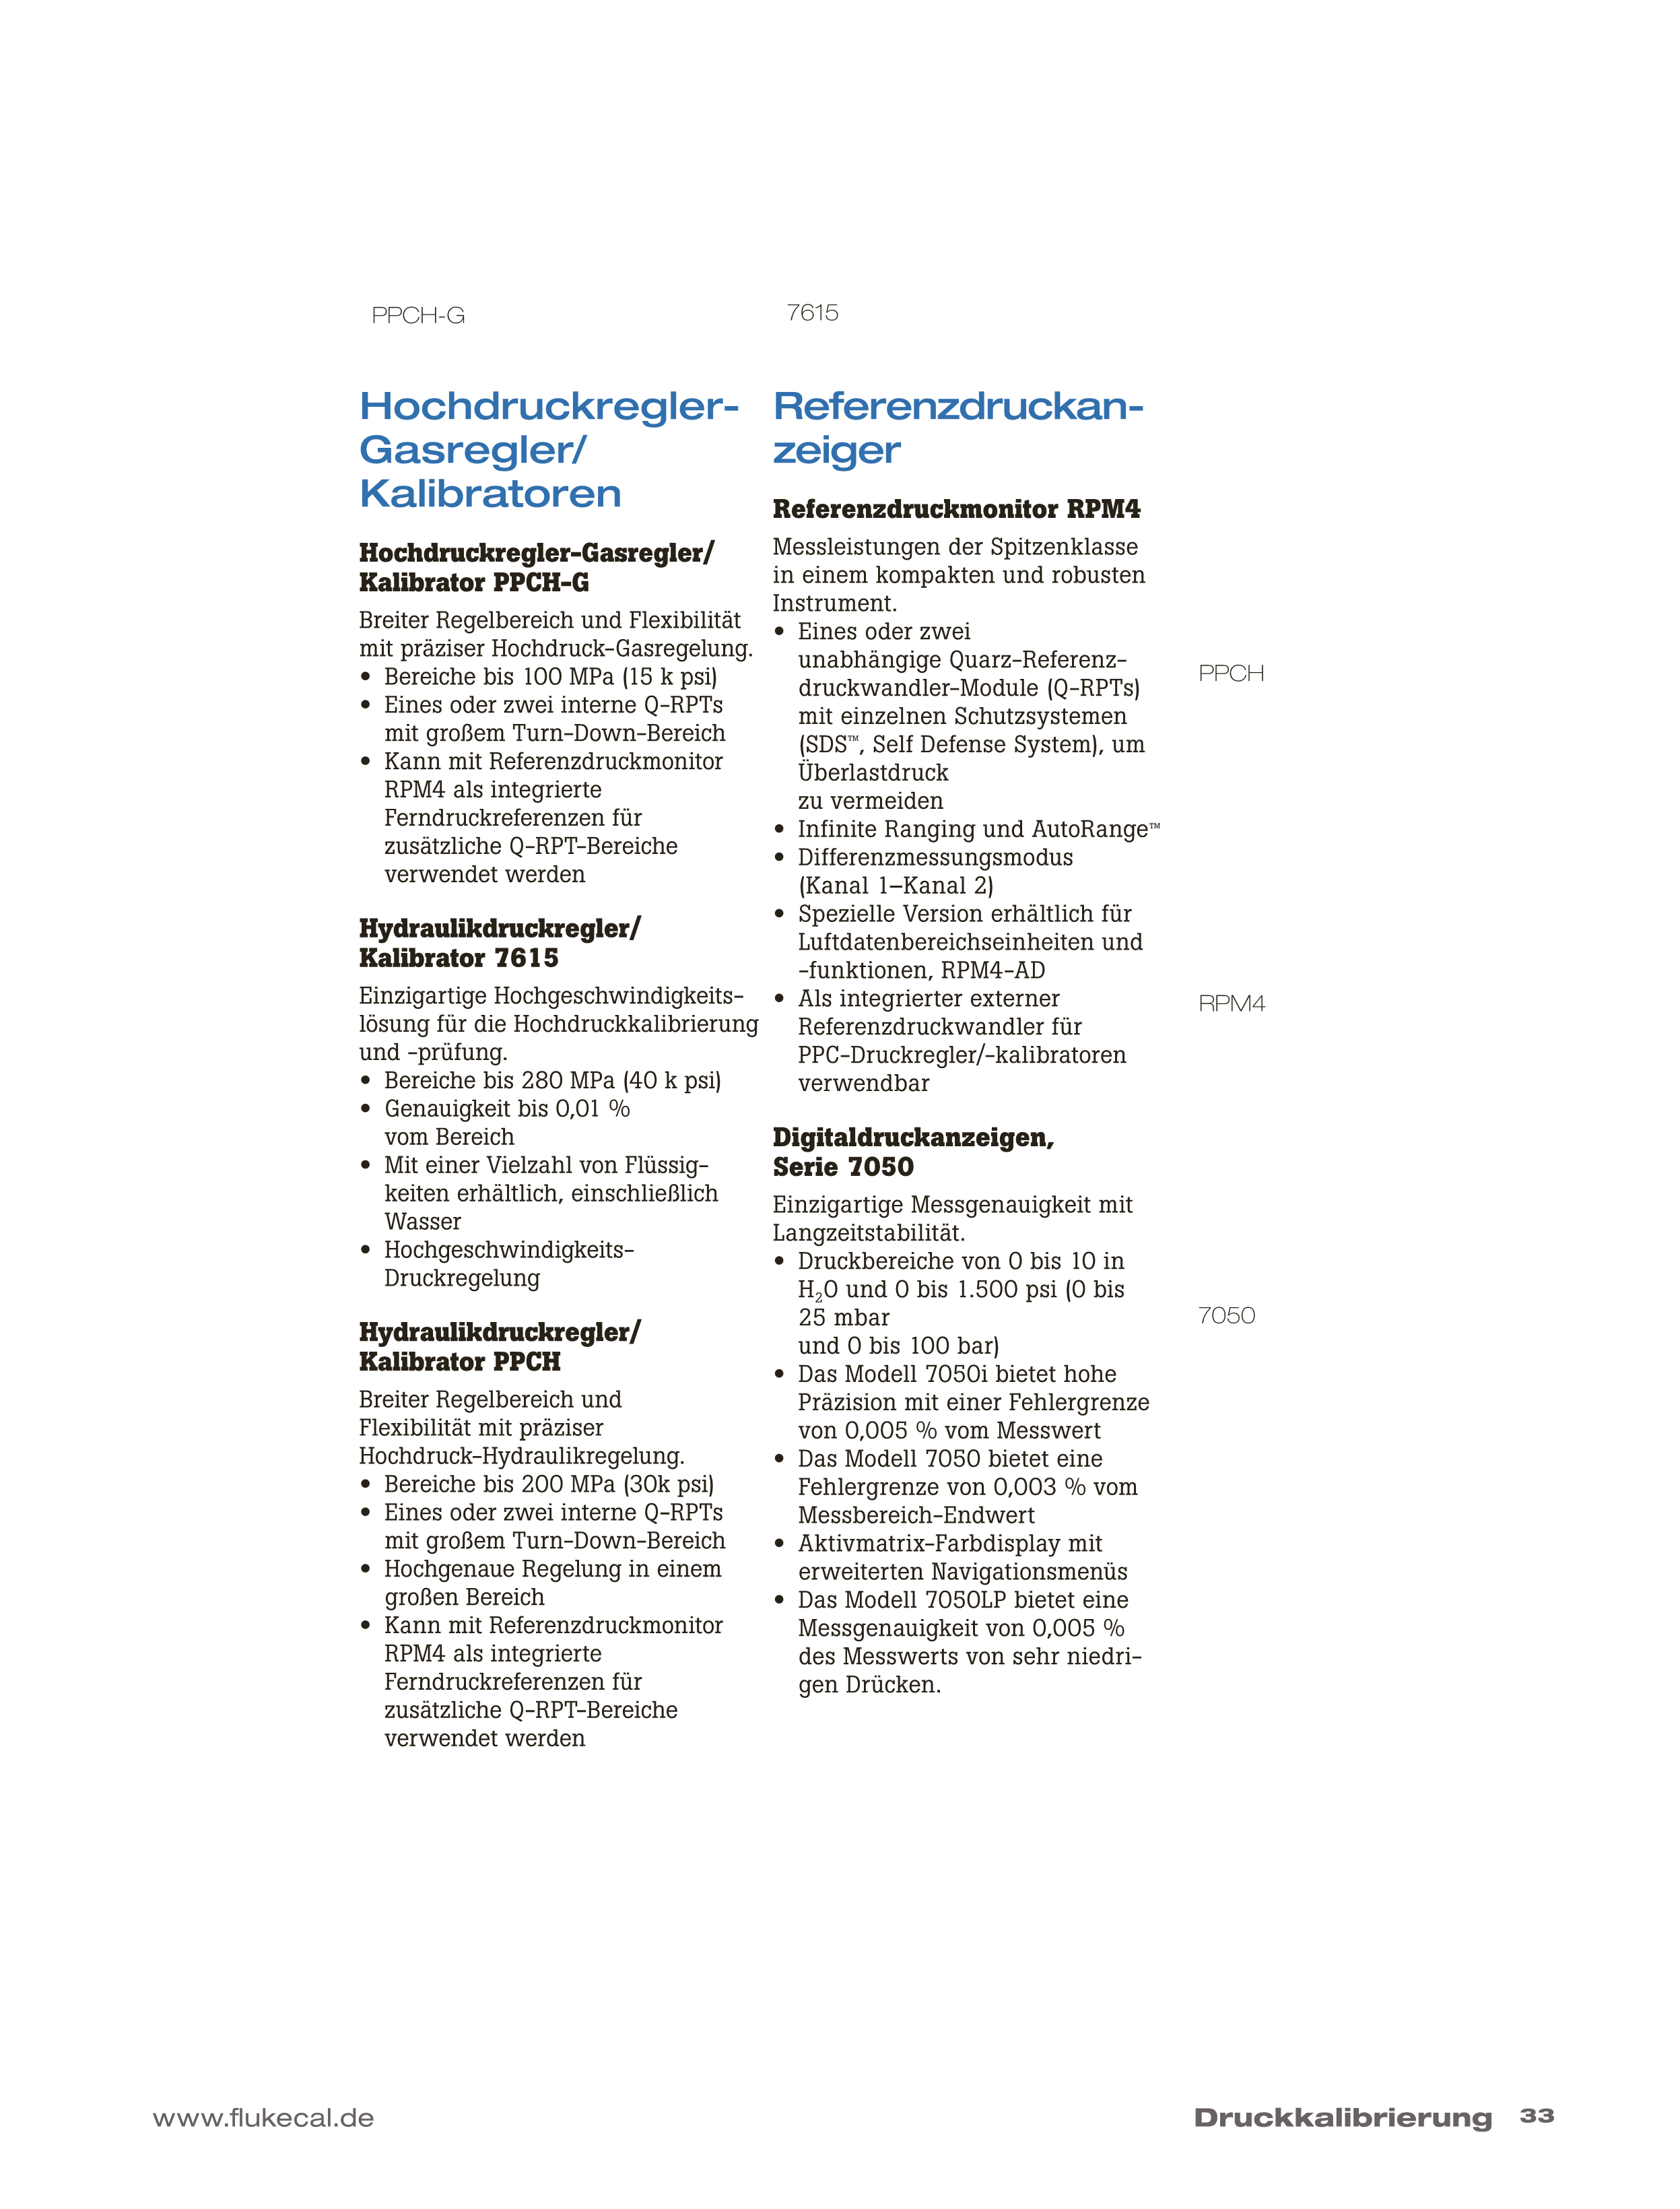 PPCH-G
7615
Hochdruckregler-
Gasregler/
Kalibratoren
Hochdruckregler-Gasregler/
Kalibrator PPCH-G
Breiter Regelbereich und Flexibilität
mit präziser Hochdruck-Gasregelung.
• Bereiche bis 100 MPa (15 k psi)
• Eines oder zwei interne Q-RPTs
mit großem Turn-Down-Bereich
• Kann mit Referenzdruckmonitor
RPM4 als integrierte
Ferndruckreferenzen für
zusätzliche Q-RPT-Bereiche
verwendet werden
Hydraulikdruckregler/
Kalibrator 7615
Einzigartige Hochgeschwindigkeits-
lösung für die Hochdruckkalibrierung
und -prüfung.
• Bereiche bis 280 MPa (40 k psi)
• Genauigkeit bis 0,01 %
vom Bereich
• Mit einer Vielzahl von Flüssig-
keiten erhältlich, einschließlich
Wasser
• Hochgeschwindigkeits-
Druckregelung
Hydraulikdruckregler/
Kalibrator PPCH
Breiter Regelbereich und
Flexibilität mit präziser
Hochdruck-Hydraulikregelung.
• Bereiche bis 200 MPa (30k psi)
• Eines oder zwei interne Q-RPTs
mit großem Turn-Down-Bereich
• Hochgenaue Regelung in einem
großen Bereich
• Kann mit Referenzdruckmonitor
RPM4 als integrierte
Ferndruckreferenzen für
zusätzliche Q-RPT-Bereiche
verwendet werden
Referenzdruckan-
zeiger
Referenzdruckmonitor RPM4
Messleistungen der Spitzenklasse
in einem kompakten und robusten
Instrument.
• Eines oder zwei
unabhängige Quarz-Referenz-
druckwandler-Module (Q-RPTs)
mit einzelnen Schutzsystemen
(SDS™, Self Defense System), um
Überlastdruck
zu vermeiden
• Infinite Ranging und AutoRange™
• Differenzmessungsmodus
(Kanal 1–Kanal 2)
• Spezielle Version erhältlich für
Luftdatenbereichseinheiten und
-funktionen, RPM4-AD
• Als integrierter externer
Referenzdruckwandler für
PPC-Druckregler/-kalibratoren
verwendbar
Digitaldruckanzeigen,
Serie 7050
Einzigartige Messgenauigkeit mit
Langzeitstabilität.
• Druckbereiche von 0 bis 10 in
H₂O und 0 bis 1.500 psi (0 bis
25 mbar
und 0 bis 100 bar)
• Das Modell 7050i bietet hohe
Präzision mit einer Fehlergrenze
von 0,005 % vom Messwert
• Das Modell 7050 bietet eine
Fehlergrenze von 0,003 % vom
Messbereich-Endwert
• Aktivmatrix-Farbdisplay mit
erweiterten Navigationsmenüs
• Das Modell 7050LP bietet eine
Messgenauigkeit von 0,005 %
des Messwerts von sehr niedri-
gen Drücken.
PPCH
RPM4
7050
www.flukecal.de
Druckkalibrierung 33